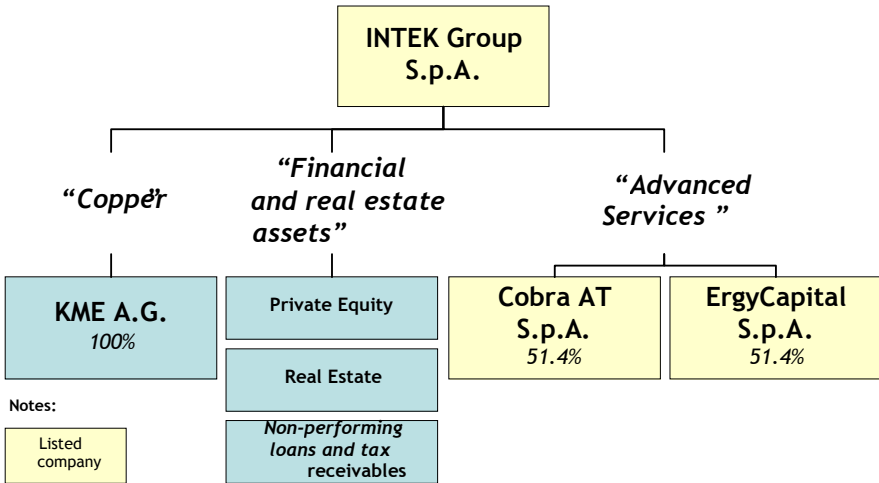 INTEK Group
S.p.A.
“Copper”
“Financial
and real estate
assets”
“Advanced
Services ”
KME A.G.
100%
Private Equity
Real Estate
Non-performing
loans and tax
receivables
Cobra AT
S.p.A.
51.4%
ErgyCapital
S.p.A.
51.4%
Notes:
Listed
company